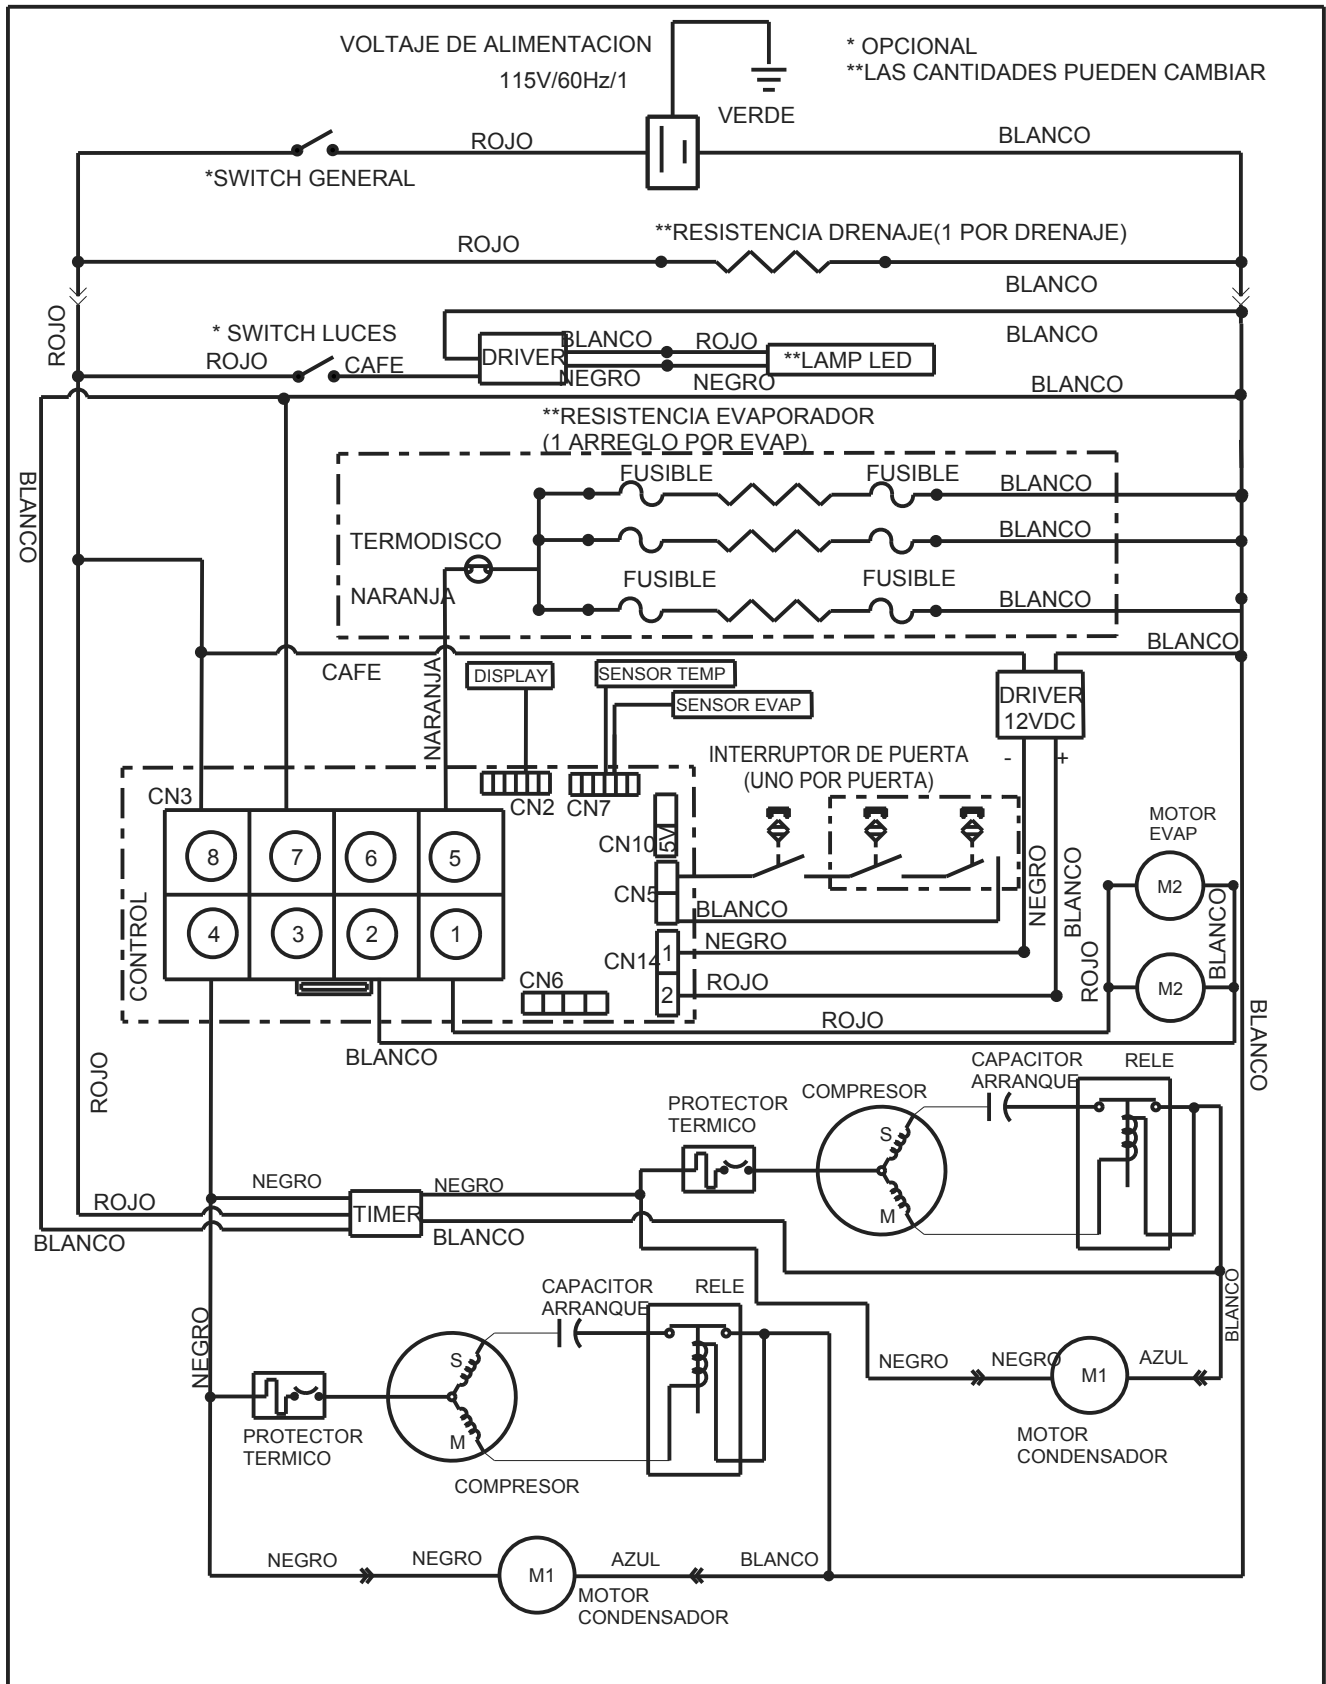 VOLTAJE DE ALIMENTACION
115V/60Hz/1
* OPCIONAL
**LAS CANTIDADES PUEDEN CAMBIAR
VERDE
ROJO
BLANCO
*SWITCH GENERAL
**RESISTENCIA DRENAJE(1 POR DRENAJE)
ROJO
BLANCO
ROJO
* SWITCH LUCES
BLANCO
ROJO
CAFE
DRIVER
BLANCO
ROJO
NEGRO
NEGRO
**LAMP LED
BLANCO
**RESISTENCIA EVAPORADOR
(1 ARREGLO POR EVAP)
BLANCO
FUSIBLE
FUSIBLE
BLANCO
TERMODISCO
BLANCO
FUSIBLE
FUSIBLE
NARANJA
BLANCO
BLANCO
CAFE
NARANJA
DISPLAY
SENSOR TEMP
SENSOR EVAP
DRIVER
12VDC
- +
INTERRUPTOR DE PUERTA
(UNO POR PUERTA)
CN3
CN2
CN7
CN10
5V
MOTOR
EVAP
8
7
6
5
CN5
M2
BLANCO
NEGRO
BLANCO
BLANCO
CONTROL
4
3
2
1
CN14
1
NEGRO
2
ROJO
CN6
ROJO
M2
ROJO
BLANCO
BLANCO
ROJO
CAPACITOR
ARRANQUE
RELE
COMPRESOR
PROTECTOR
TERMICO
S
M
NEGRO
NEGRO
ROJO
TIMER
BLANCO
BLANCO
CAPACITOR
ARRANQUE
RELE
BLANCO
NEGRO
S
M
NEGRO
NEGRO
M1
AZUL
PROTECTOR
TERMICO
MOTOR
CONDENSADOR
COMPRESOR
NEGRO
NEGRO
M1
AZUL
BLANCO
MOTOR
CONDENSADOR